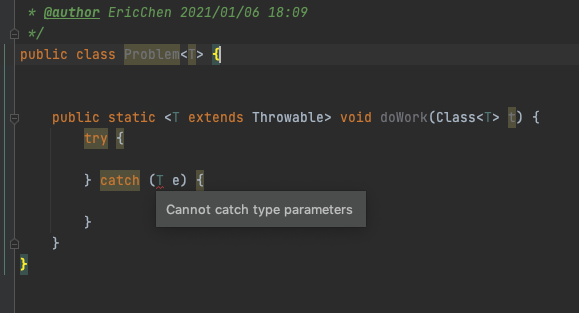 * @author EricChen 2021/01/06 18:09
*/
public class Problem<T> {
public static <T extends Throwable> void doWork(Class<T> t) {
try {
} catch (T e) {
Cannot catch type parameters
}
}
}